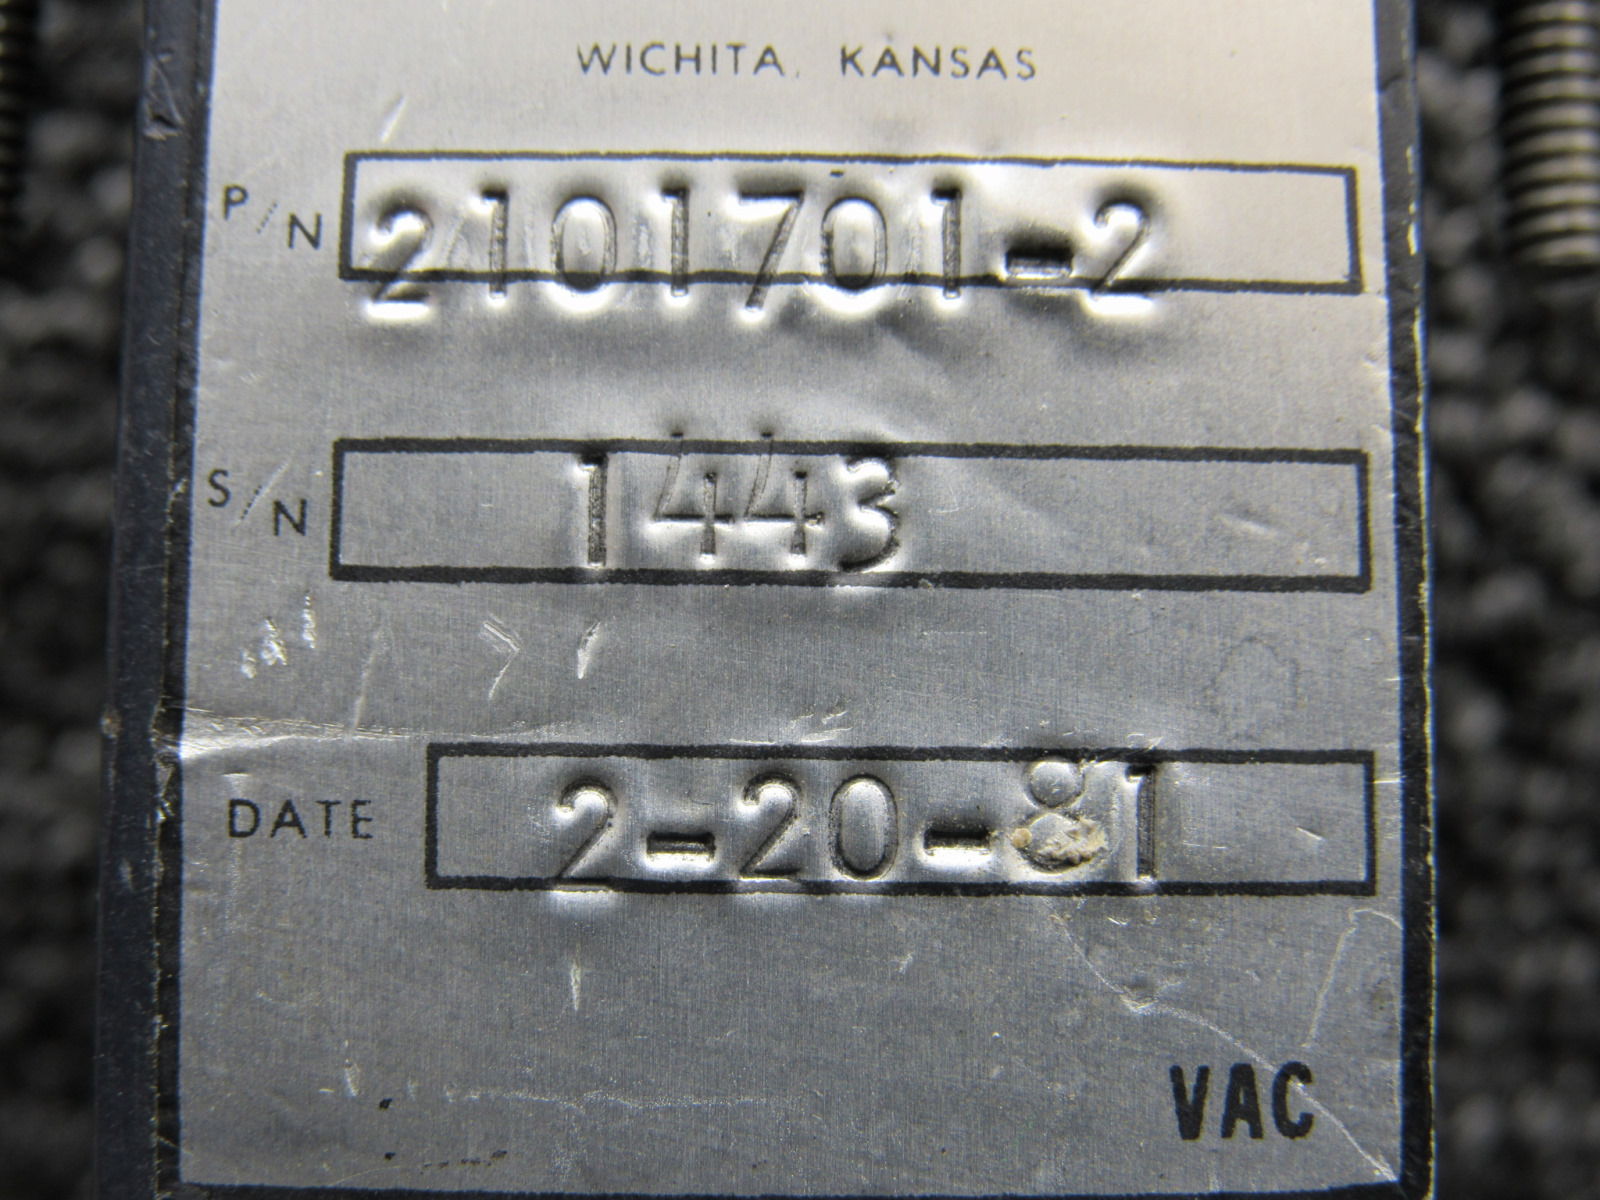 WICHITA, KANSAS
P/N 2101701-2
S/N 1443
DATE 2-20-81
VAC